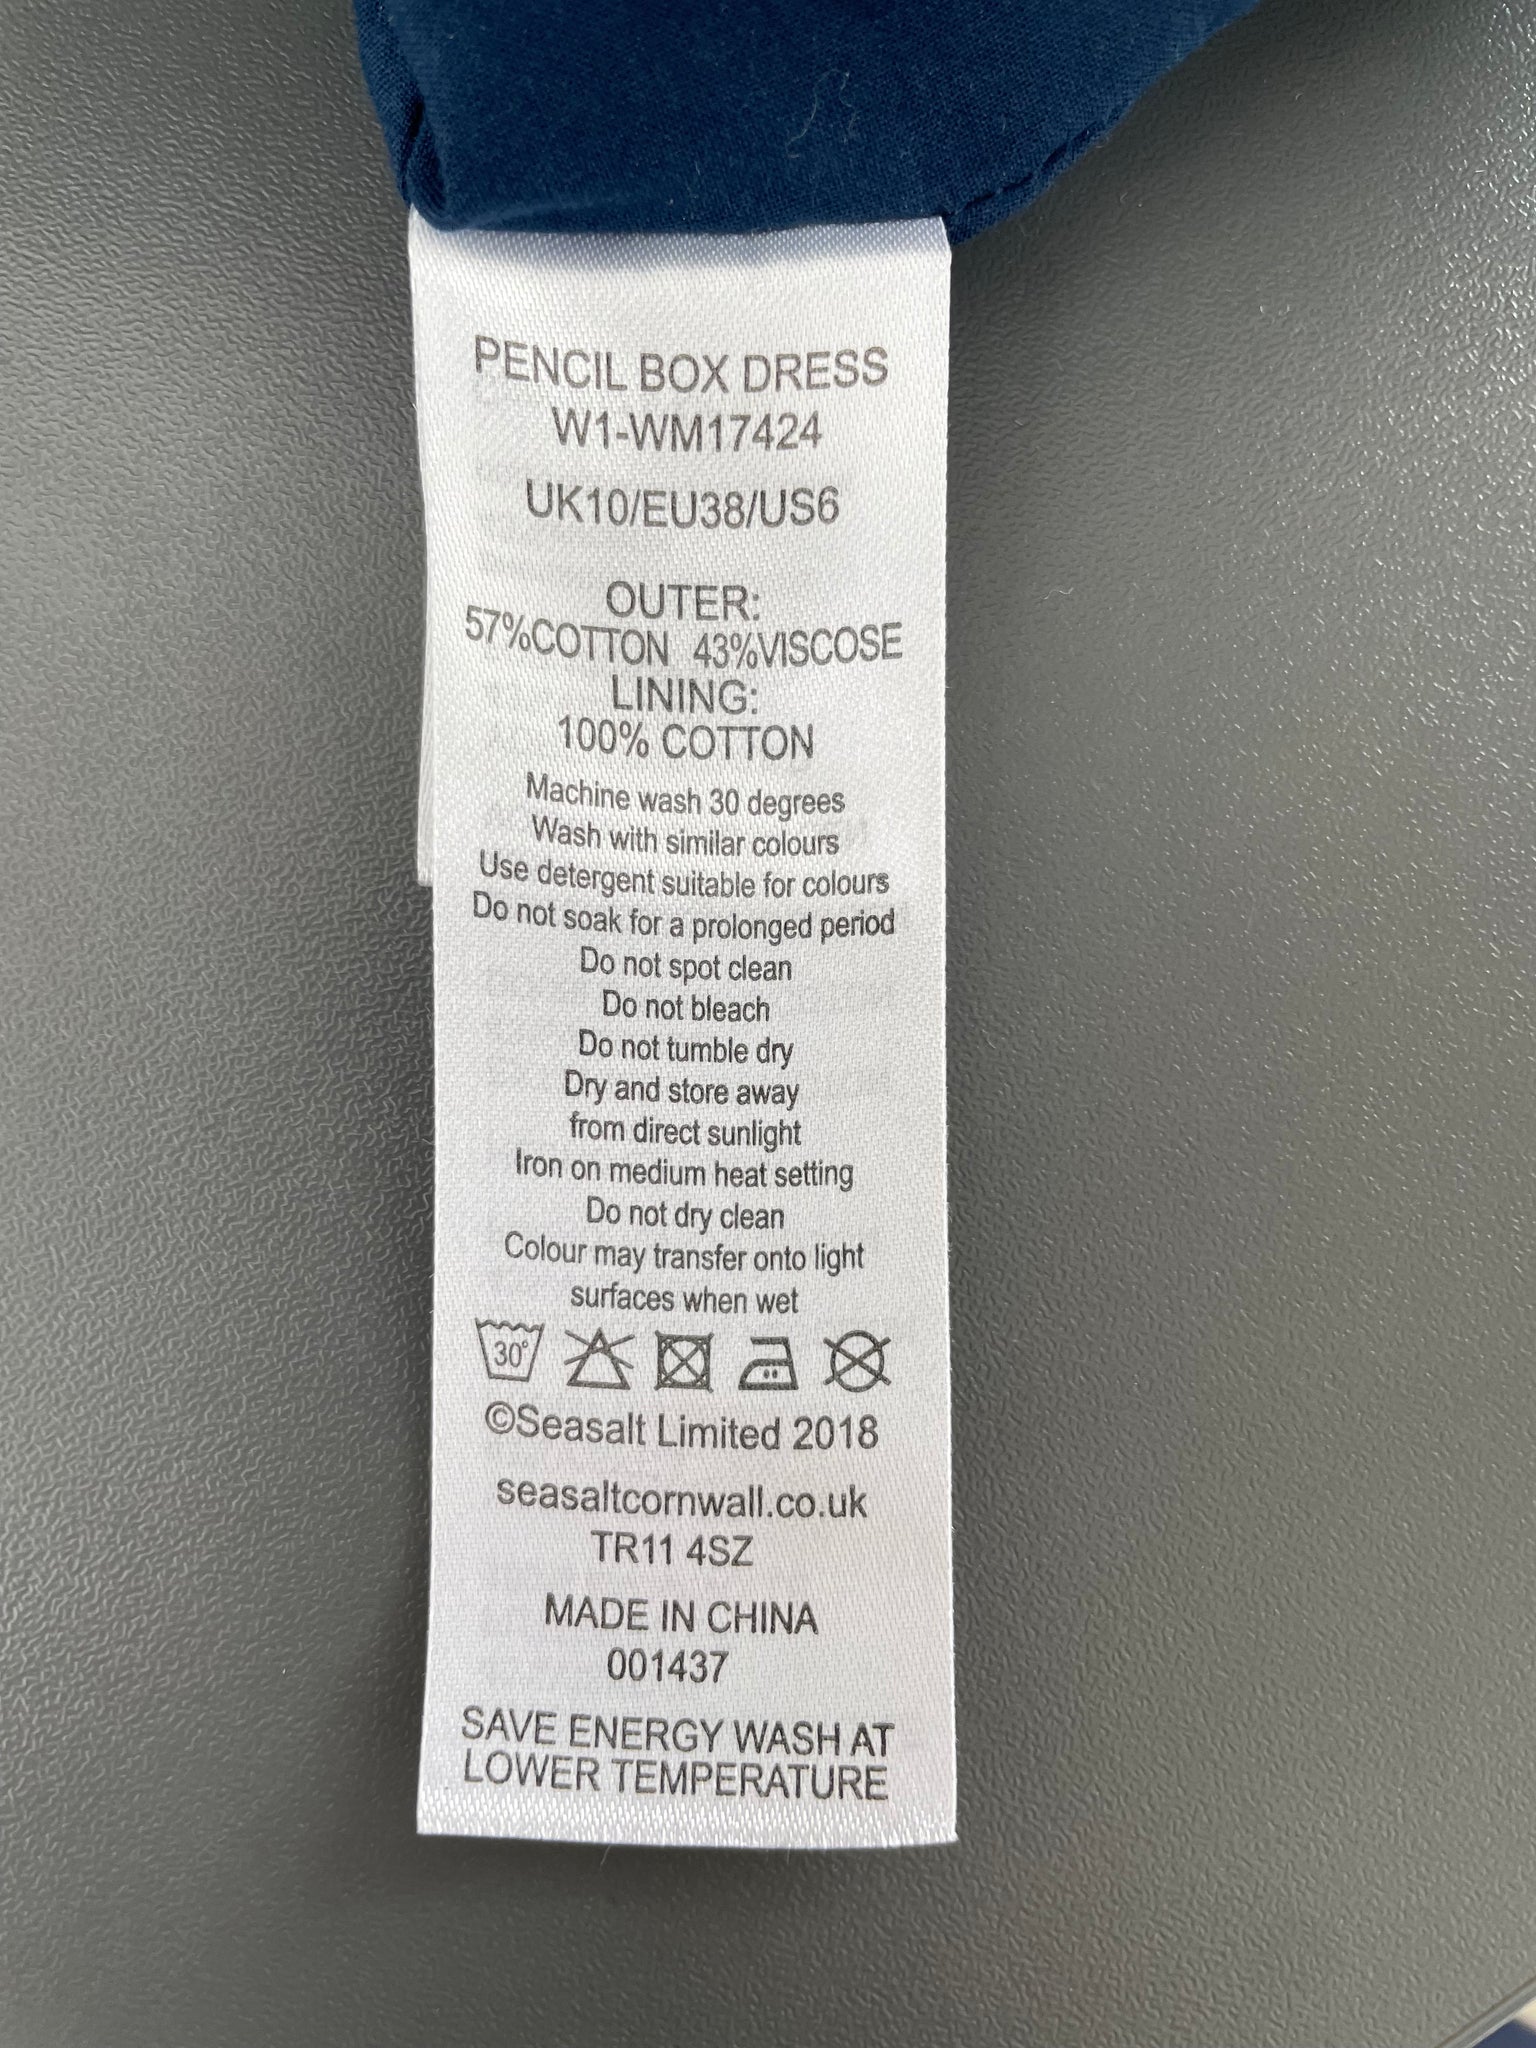 PENCIL BOX DRESS
W1-WM17424
UK10/EU38/US6
OUTER:
57%COTTON 43%VISCOSE
LINING:
100% COTTON
Machine wash 30 degrees
Wash with similar colours
Use detergent suitable for colours
Do not soak for a prolonged period
Do not spot clean
Do not bleach
Do not tumble dry
Dry and store away
from direct sunlight
Iron on medium heat setting
Do not dry clean
Colour may transfer onto light
surfaces when wet
30°
©Seasalt Limited 2018
seasaltcornwall.co.uk
TR11 4SZ
MADE IN CHINA
001437
SAVE ENERGY WASH AT
LOWER TEMPERATURE